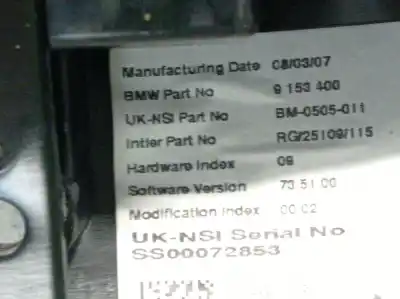 Manufacturing Date 08/03/07
BMW Part No 9 153 400
UK-NSI Part No BM-0505-011
Intier Part No RG/25109/115
Hardware Index 09
Software Version 73 51 00
Modification Index 00 02
UK-NSI Serial No
SS00072853